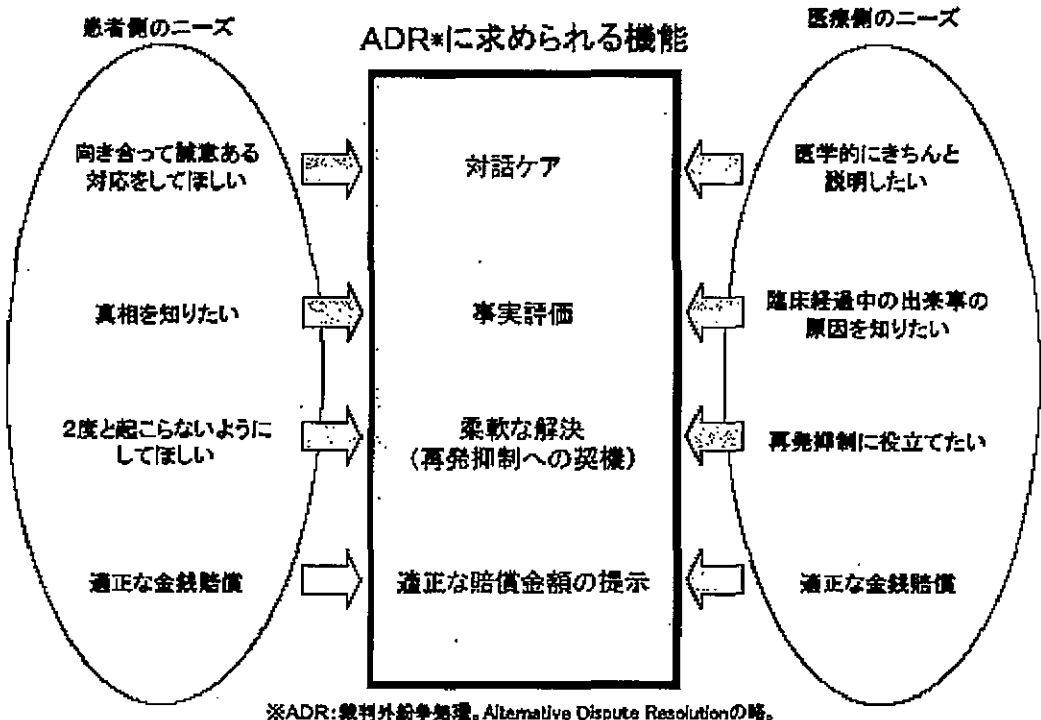 患者側のニーズ
向き合って誠意ある
対応をしてほしい
真相を知りたい
2度と起こらないように
してほしい
適正な金銭賠償
ADR*に求められる機能
対話ケア
事実評価
柔軟な解決
(再発抑制への契機)
適正な賠償金額の提示
医療側のニーズ
医学的にきちんと
説明したい
臨床経過中の出来事の
原因を知りたい
再発抑制に役立てたい
適正な金銭賠償
※ADR:裁判外紛争処理。Alternative Dispute Resolutionの略。